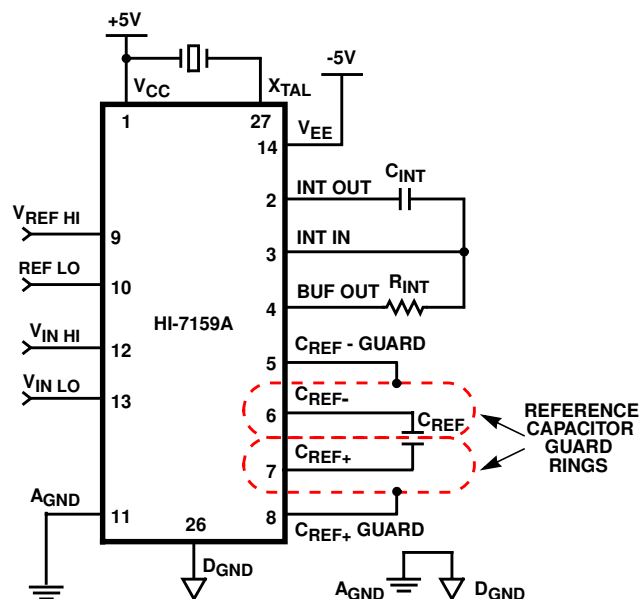 +5V
-5V
VCC
XTAL
1
27
VEE
14
CINT
INT OUT
2
VREF HI
9
INT IN
3
REF LO
10
BUF OUT
RINT
4
HI-7159A
VIN HI
12
CREF - GUARD
5
VIN LO
13
CREF-
6
CREF
REFERENCE
CAPACITOR
GUARD
RINGS
CREF+
7
AGND
11
26
8
CREF+ GUARD
DGND
AGND
DGND